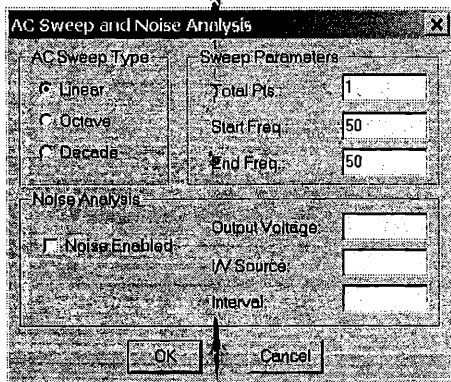 AC Sweep and Noise Analysis
AC Sweep Type
Linear
Octave
Decade
Sweep Parameters
Total Pts.: 1
Start Freq.: 50
End Freq.: 50
Noise Analysis
Noise Enabled
Output Voltage:
I/V Source:
Interval:
OK Cancel